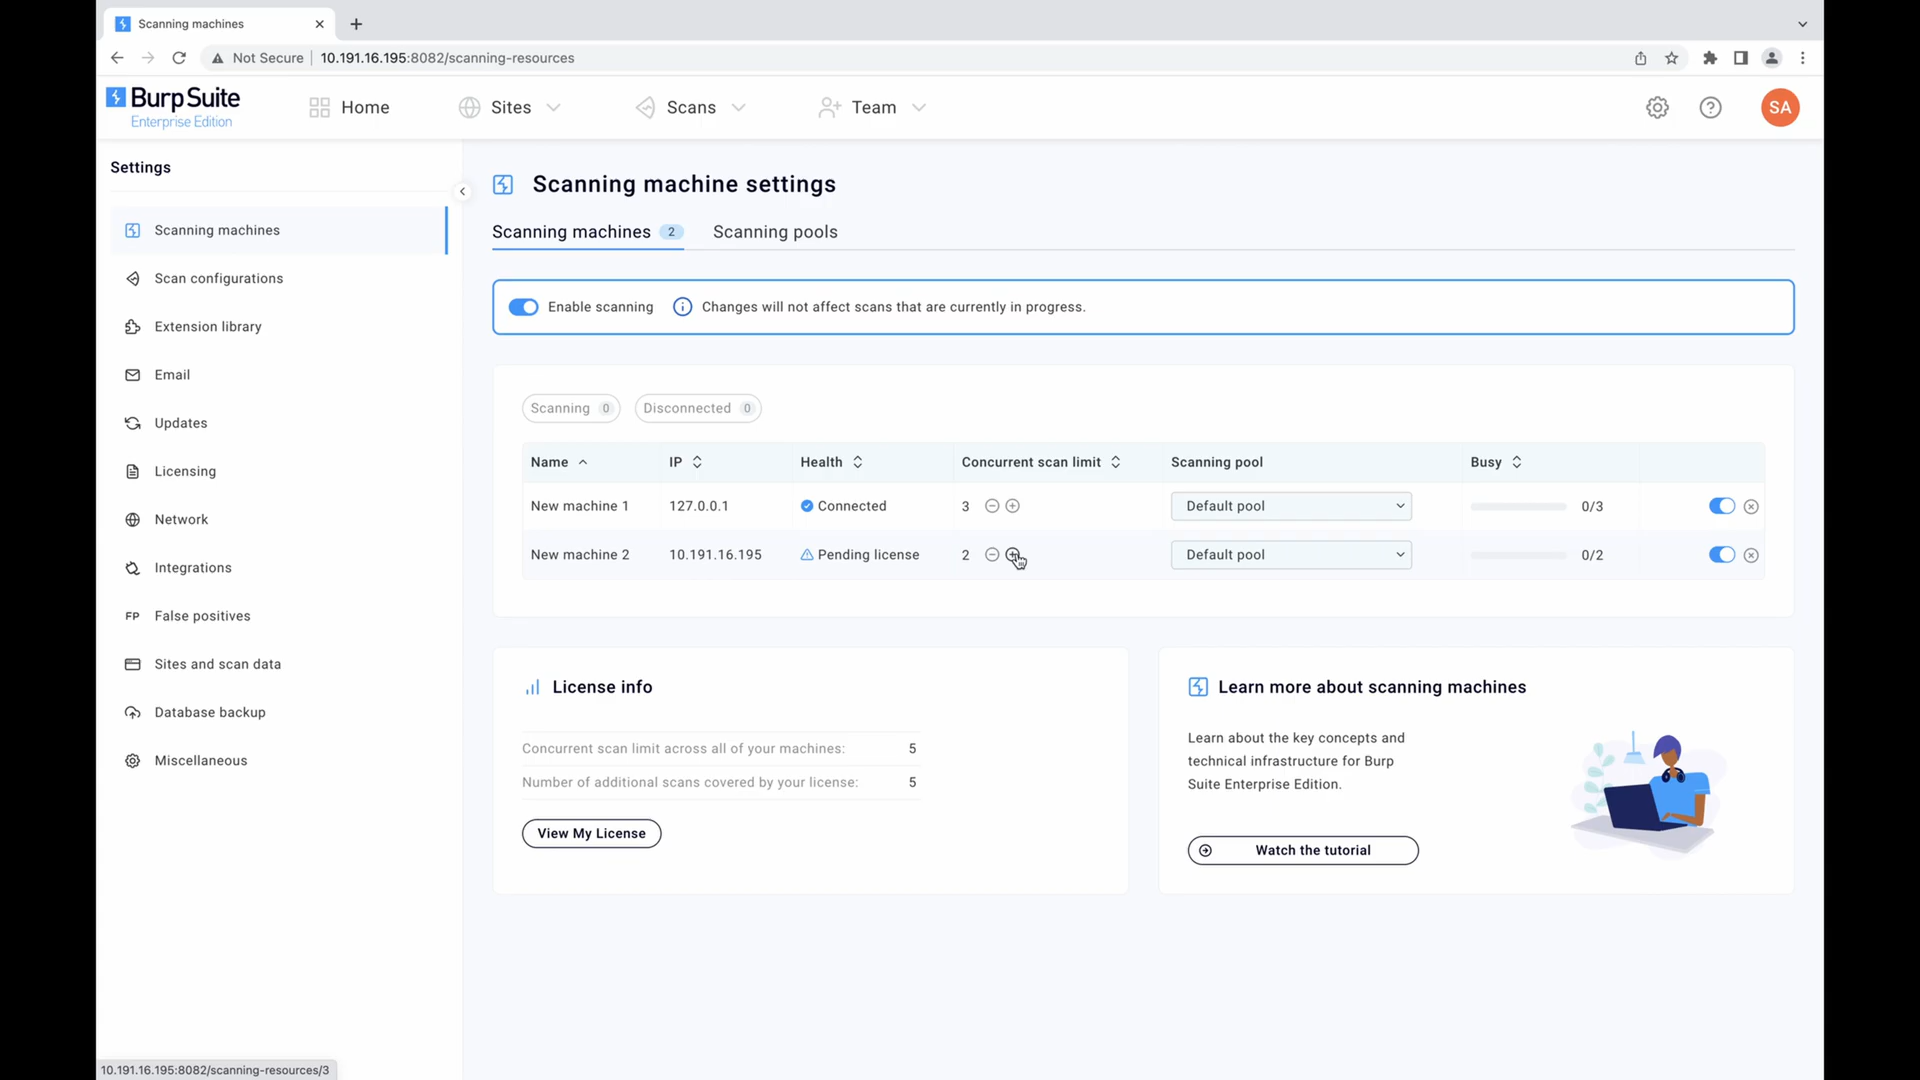 Scanning machines
Not Secure
10.191.16.195:8082/scanning-resources
BurpSuite
Enterprise Edition
Home
Sites
Scans
Team
SA
Settings
Scanning machines
Scan configurations
Extension library
Email
Updates
Licensing
Network
Integrations
FP False positives
Sites and scan data
Database backup
Miscellaneous
Scanning machine settings
Scanning machines 2
Scanning pools
Enable scanning
Changes will not affect scans that are currently in progress.
Scanning 0
Disconnected 0
Name IP Health Concurrent scan limit Scanning pool Busy
New machine 1 127.0.0.1 Connected 3 Default pool 0/3
New machine 2 10.191.16.195 Pending license 2 Default pool 0/2
License info
Concurrent scan limit across all of your machines: 5
Number of additional scans covered by your license: 5
View My License
Learn more about scanning machines
Learn about the key concepts and
technical infrastructure for Burp
Suite Enterprise Edition.
Watch the tutorial
10.191.16.195:8082/scanning-resources/3